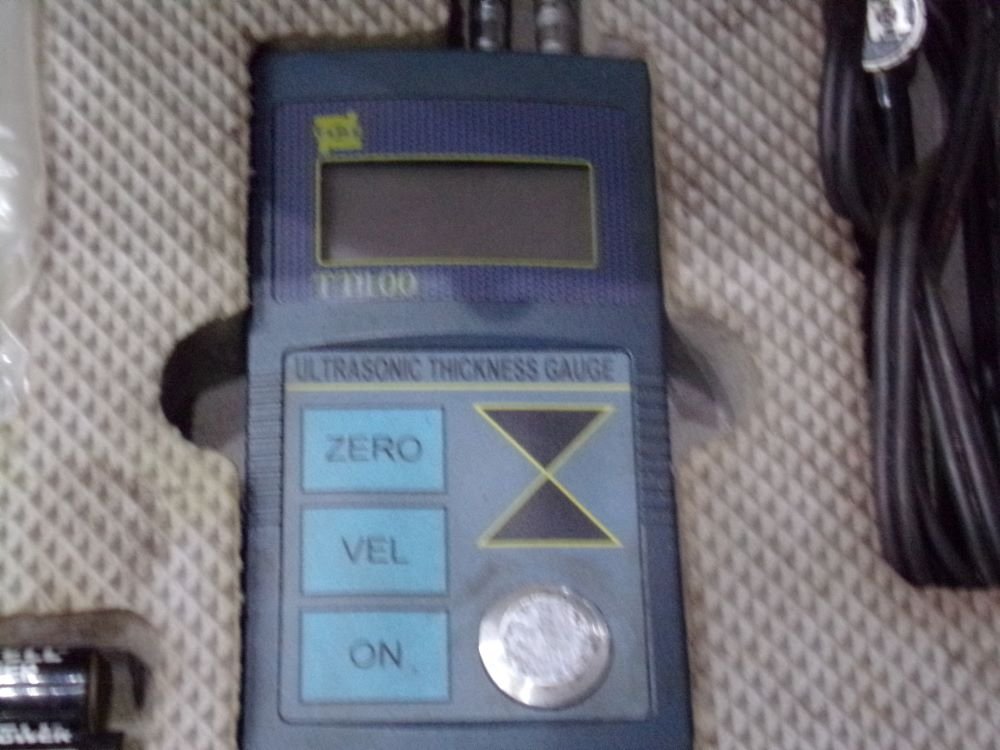 TT100
ULTRASONIC THICKNESS GAUGE
ZERO
VEL
ON